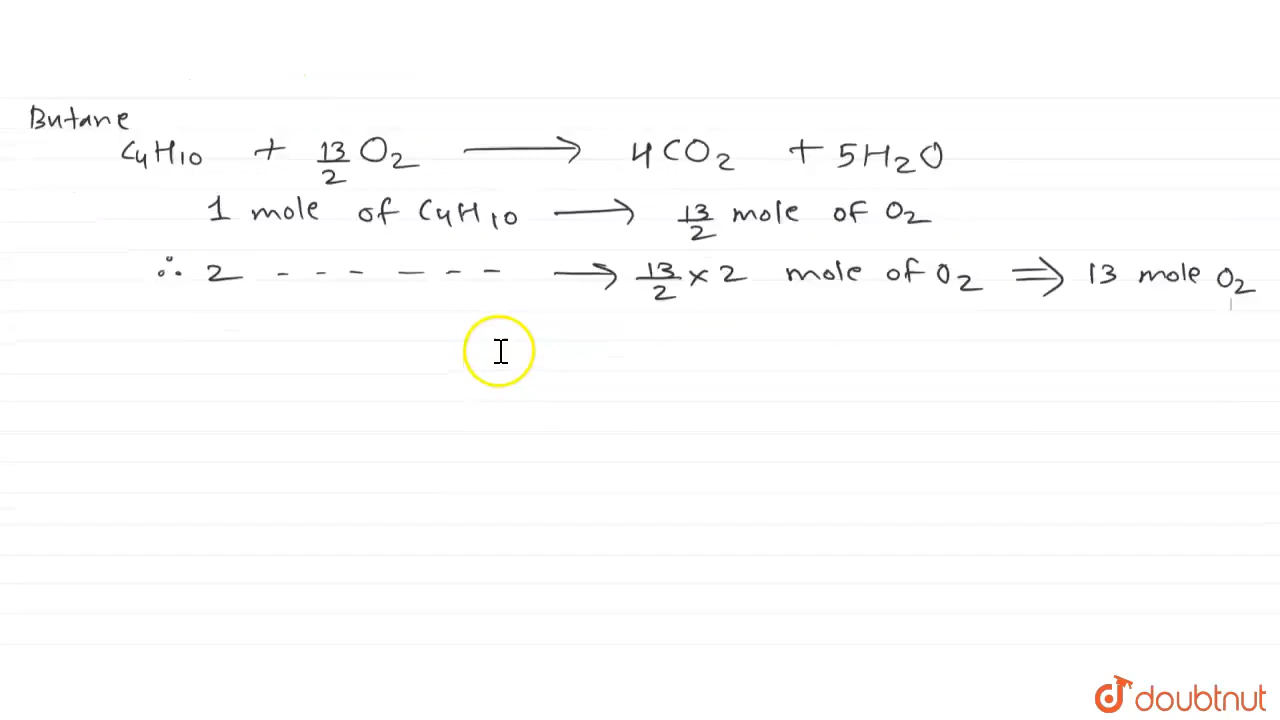 Butane
C4H10 + 13/2 O2 ⟶ 4CO2 + 5H2O
1 mole of C4H10 ⟶ 13/2 mole of O2
∴ 2 - - - - - - ⟶ 13/2 × 2 mole of O2 ⟹ 13 mole O2
doubtnut